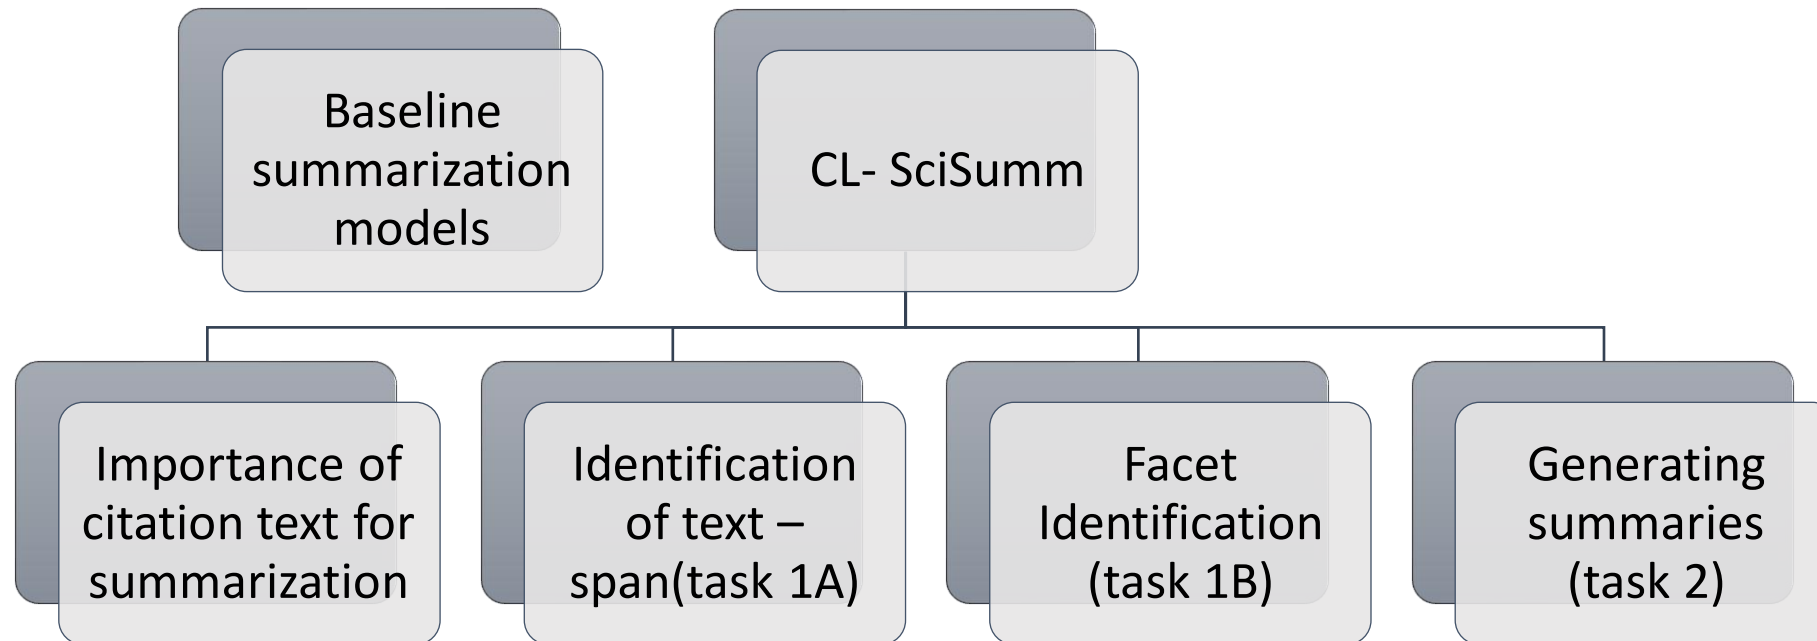 Baseline
summarization
models
CL- SciSumm
Importance of
citation text for
summarization
Identification
of text –
span(task 1A)
Facet
Identification
(task 1B)
Generating
summaries
(task 2)